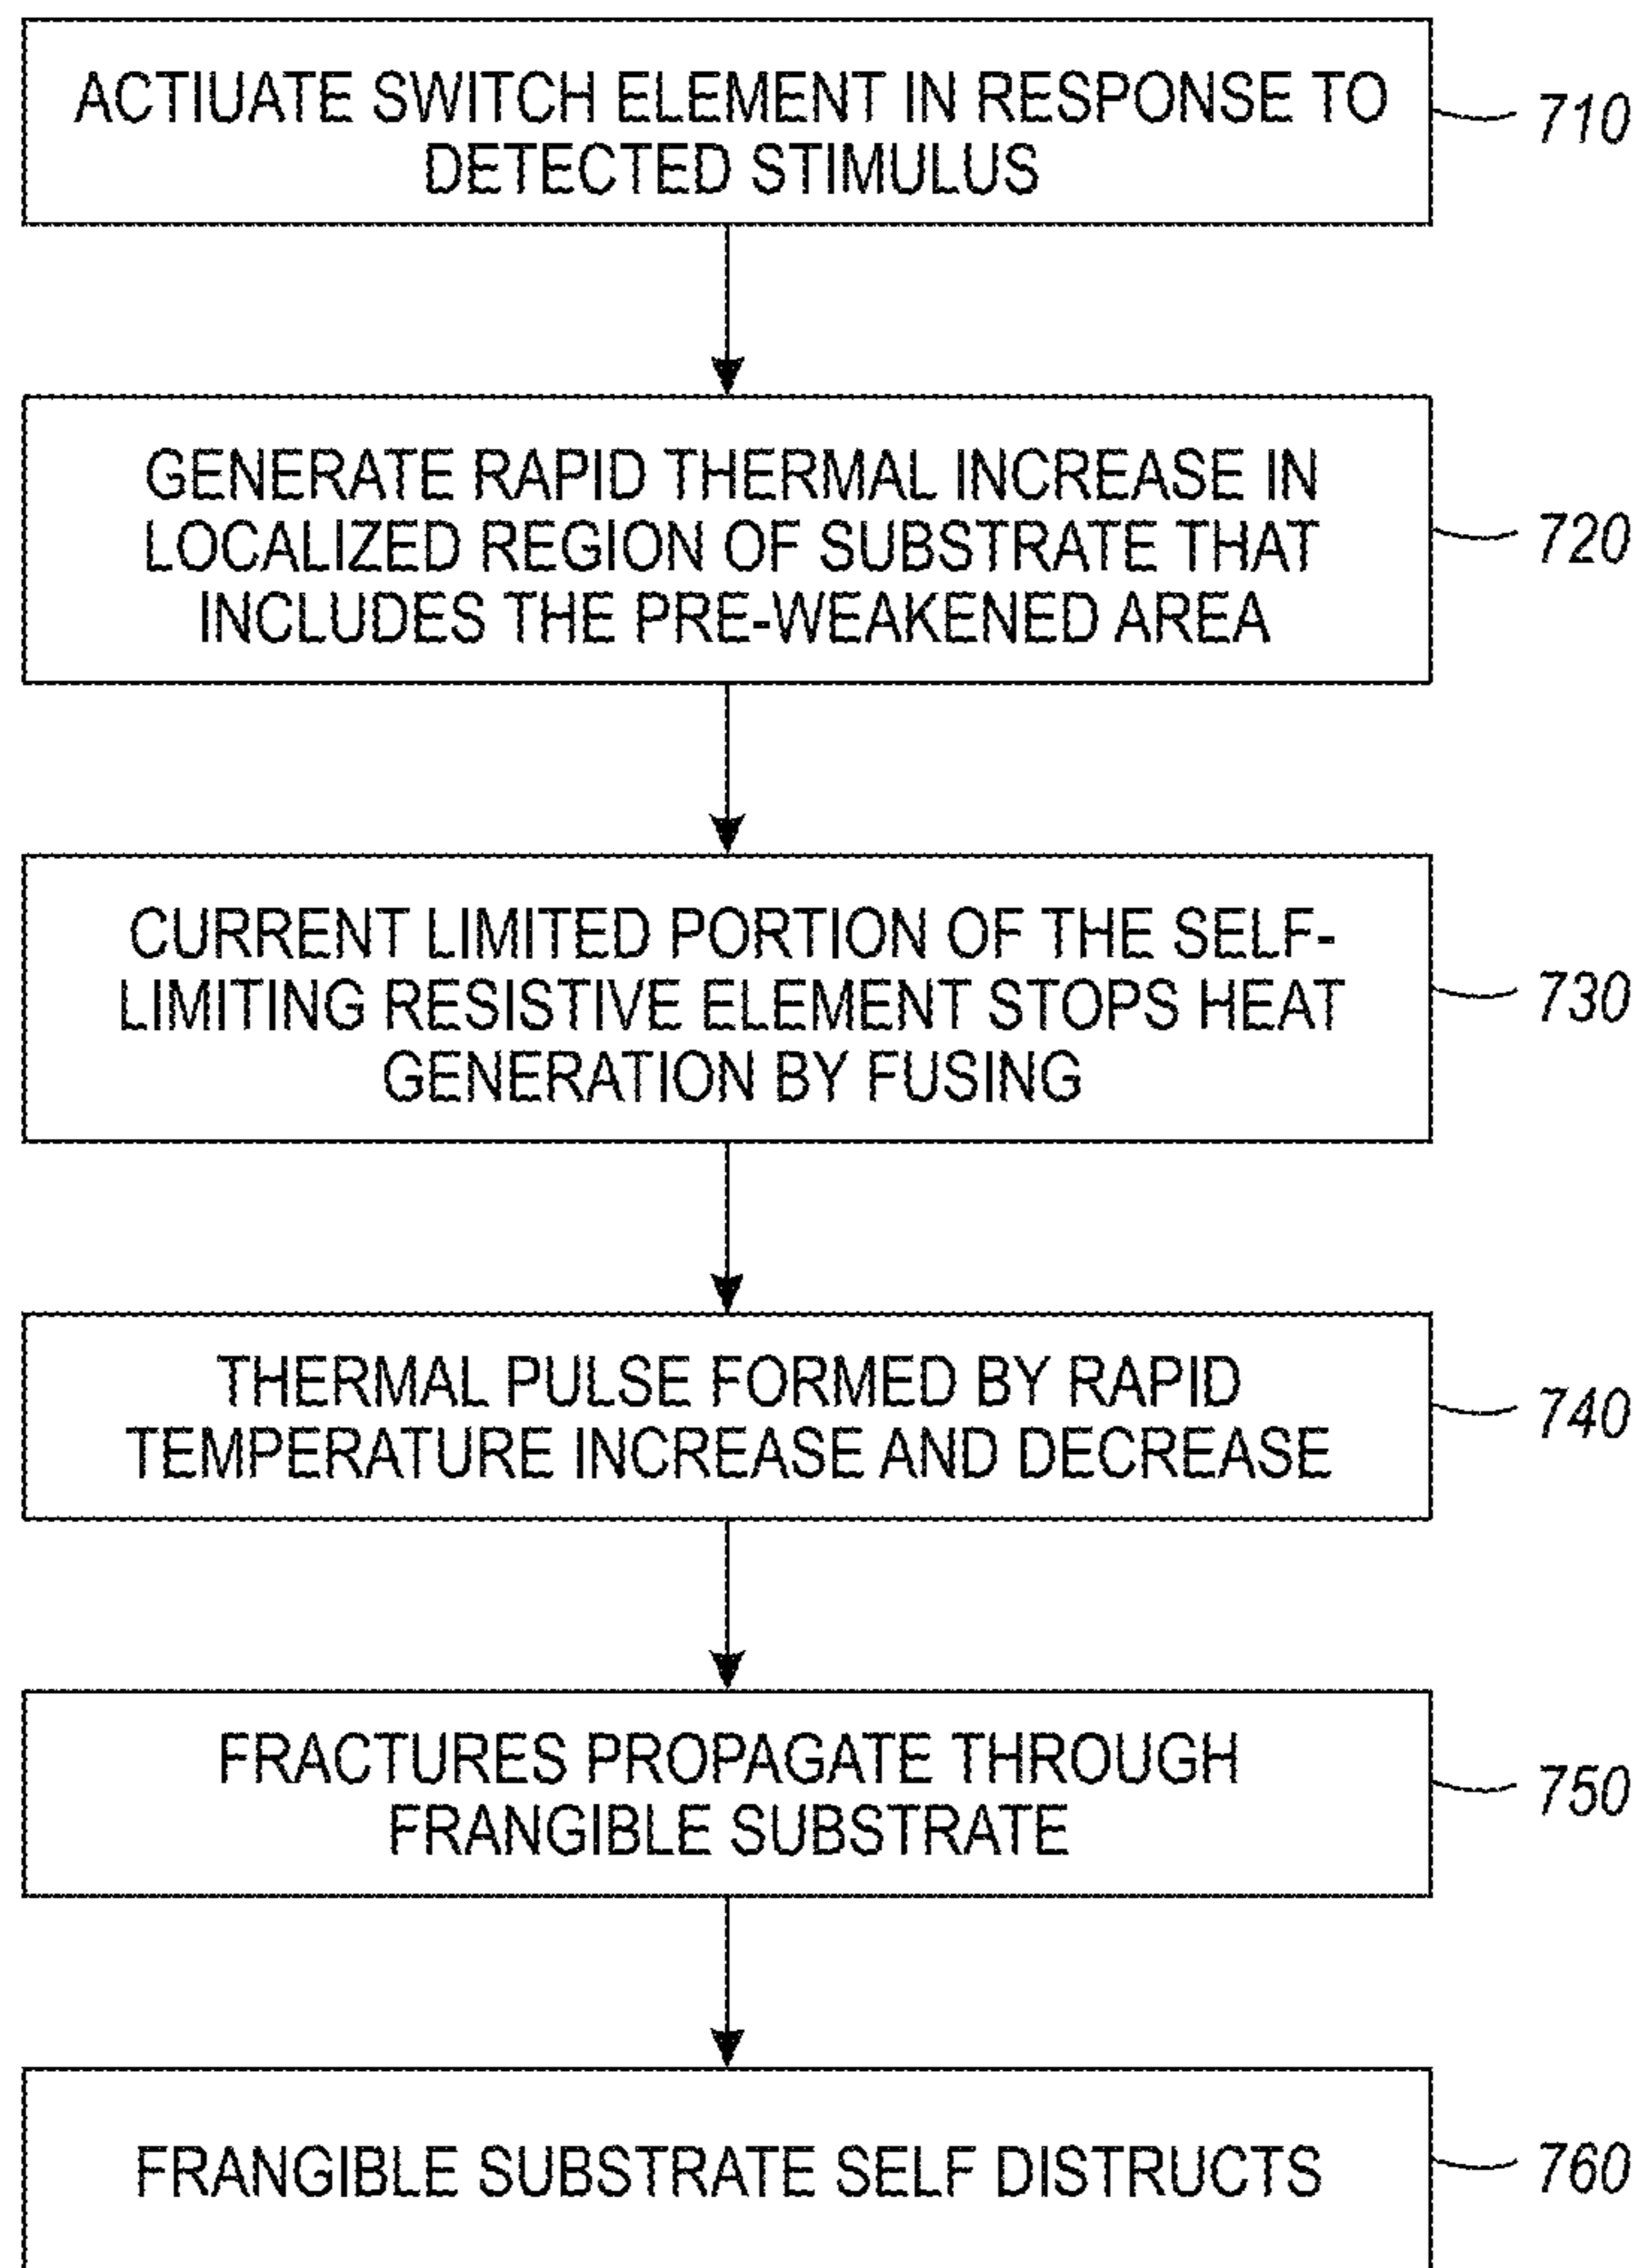 ACTIUATE SWITCH ELEMENT IN RESPONSE TO
DETECTED STIMULUS
710
GENERATE RAPID THERMAL INCREASE IN
LOCALIZED REGION OF SUBSTRATE THAT
INCLUDES THE PRE-WEAKENED AREA
720
CURRENT LIMITED PORTION OF THE SELF-
LIMITING RESISTIVE ELEMENT STOPS HEAT
GENERATION BY FUSING
730
THERMAL PULSE FORMED BY RAPID
TEMPERATURE INCREASE AND DECREASE
740
FRACTURES PROPAGATE THROUGH
FRANGIBLE SUBSTRATE
750
FRANGIBLE SUBSTRATE SELF DISTRUCTS
760